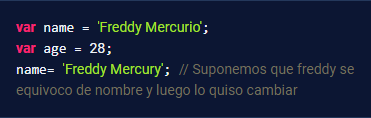 var name = 'Freddy Mercurio';
var age = 28;
name= 'Freddy Mercury'; // Suponemos que freddy se
equivoco de nombre y luego lo quiso cambiar